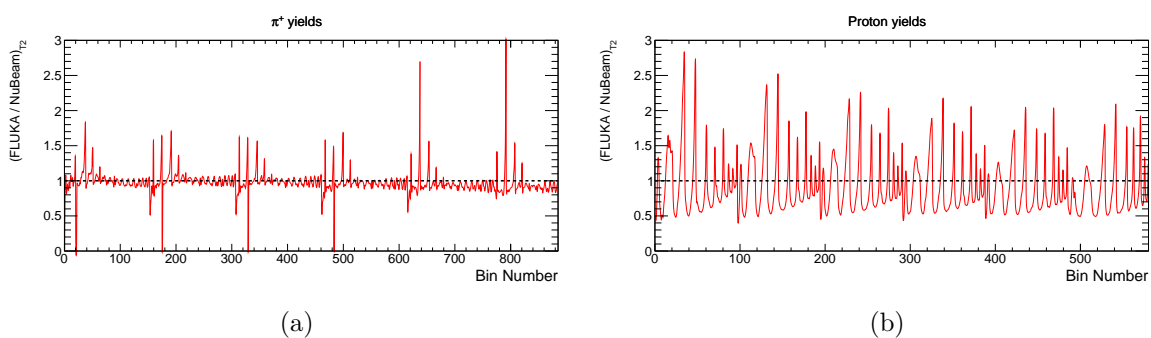 π⁺ yields
(FLUKA / NuBeam)_T2
3
2.5
2
1.5
1
0.5
0
0 100 200 300 400 500 600 700 800
Bin Number
(a)
Proton yields
(FLUKA / NuBeam)_T2
3
2.5
2
1.5
1
0.5
0
0 100 200 300 400 500
Bin Number
(b)